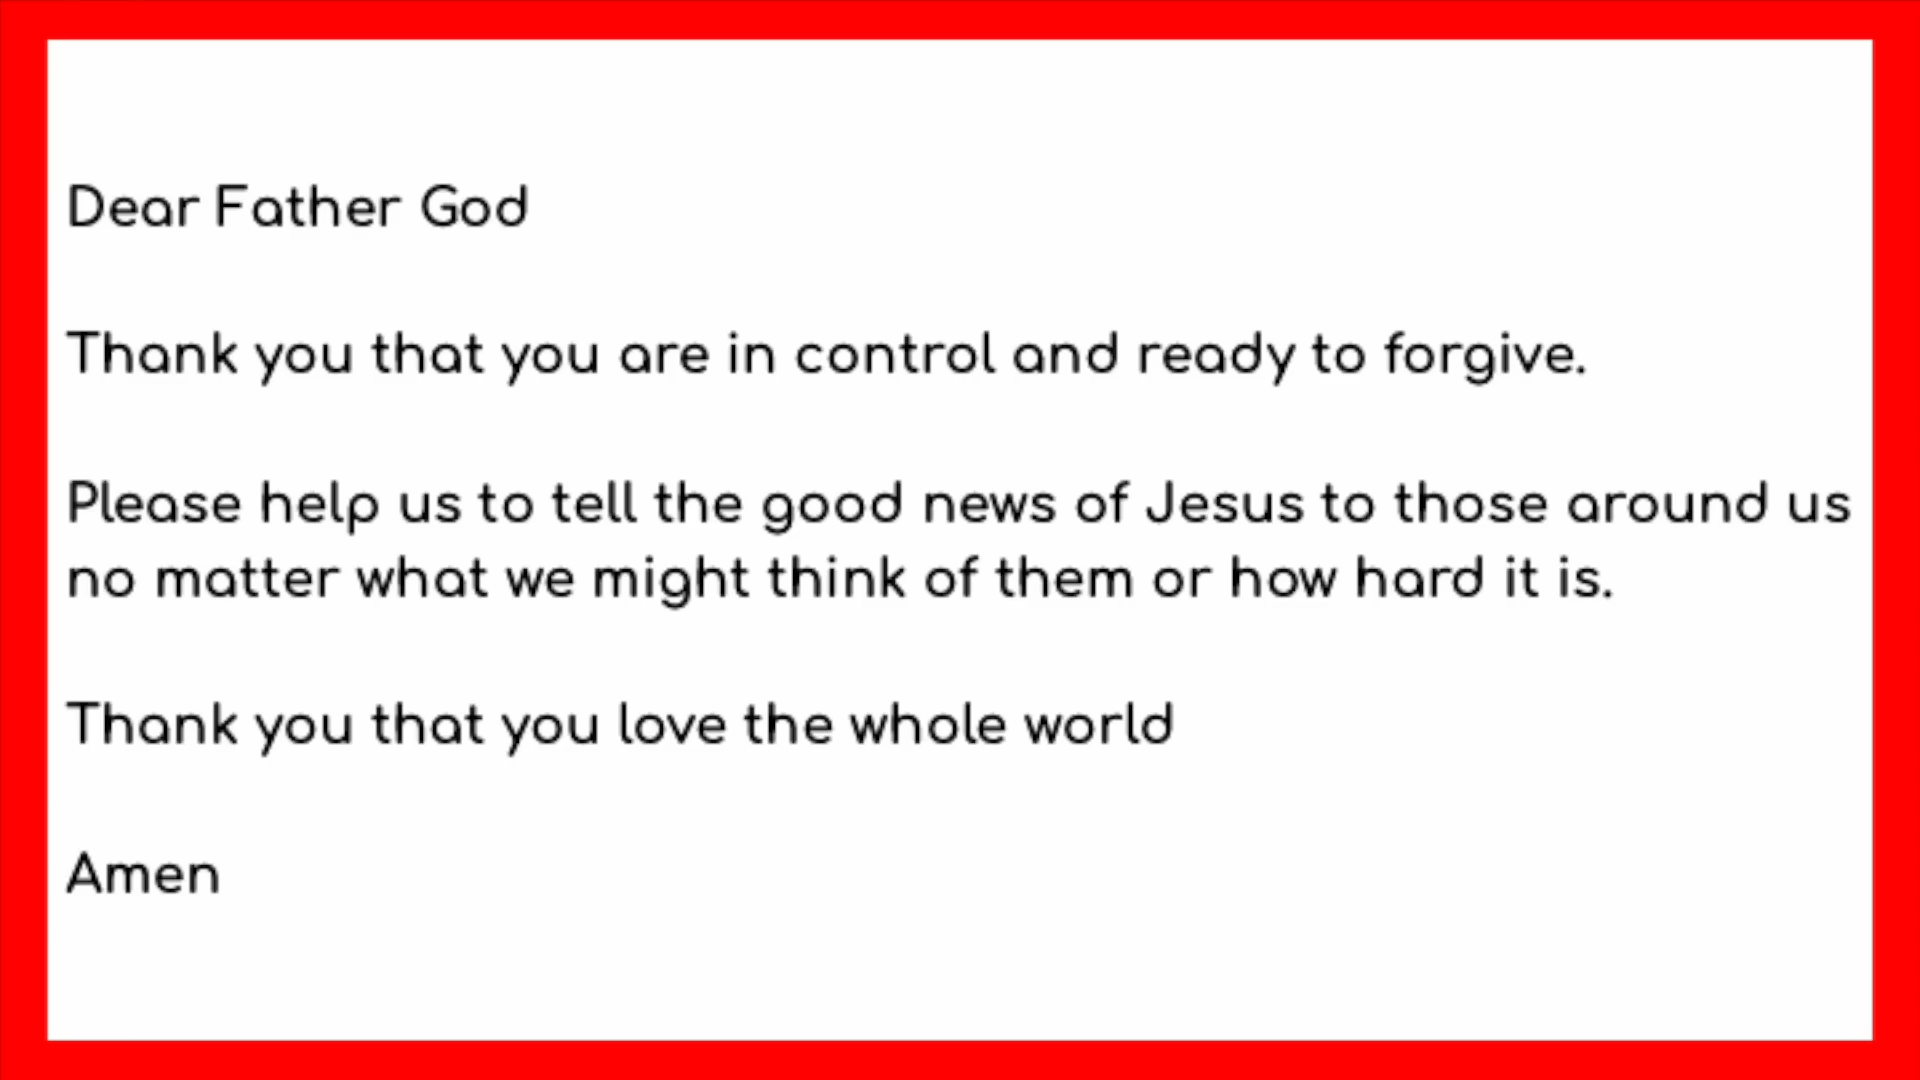 Dear Father God
Thank you that you are in control and ready to forgive.
Please help us to tell the good news of Jesus to those around us
no matter what we might think of them or how hard it is.
Thank you that you love the whole world
Amen